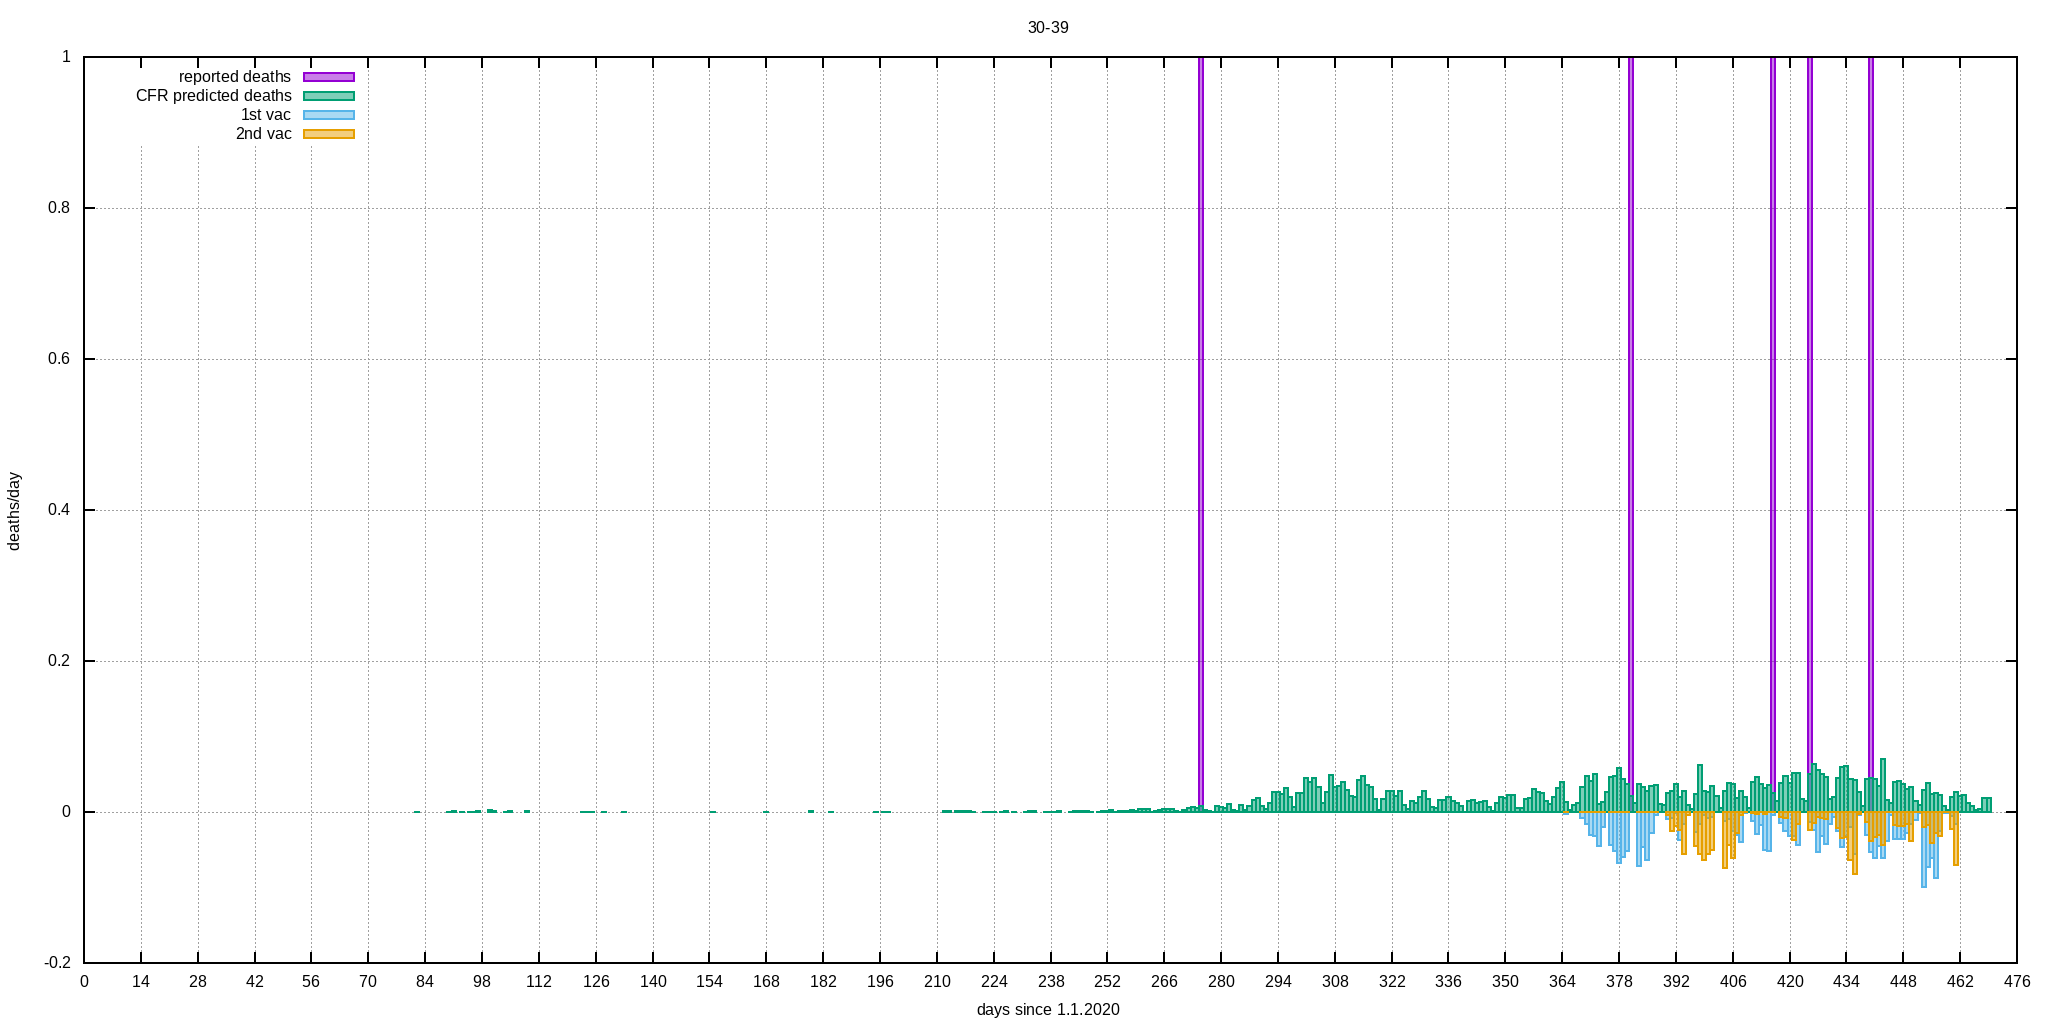 30-39
1
reported deaths
CFR predicted deaths
1st vac
2nd vac
0.8
0.6
0.4
0.2
0
-0.2
deaths/day
0 14 28 42 56 70 84 98 112 126 140 154 168 182 196 210 224 238 252 266 280 294 308 322 336 350 364 378 392 406 420 434 448 462 476
days since 1.1.2020